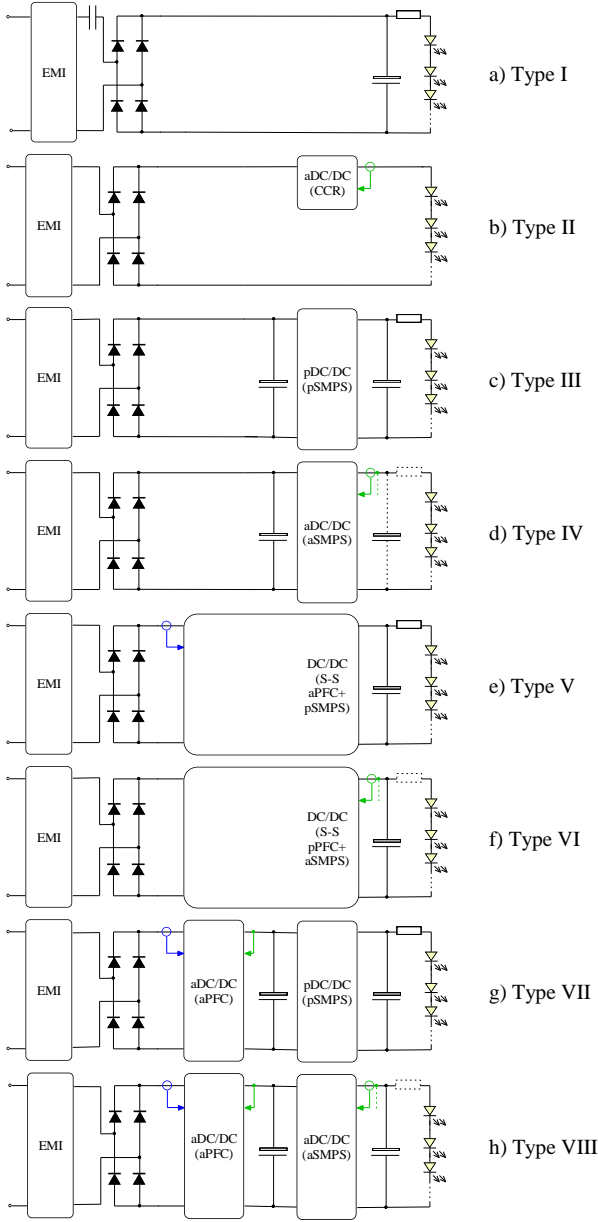 EMI
a) Type I
EMI
aDC/DC
(CCR)
b) Type II
EMI
pDC/DC
(pSMPS)
c) Type III
EMI
aDC/DC
(aSMPS)
d) Type IV
EMI
DC/DC
(S-S
aPFC+
pSMPS)
e) Type V
EMI
DC/DC
(S-S
pPFC+
aSMPS)
f) Type VI
EMI
aDC/DC
(aPFC)
pDC/DC
(pSMPS)
g) Type VII
EMI
aDC/DC
(aPFC)
aDC/DC
(aSMPS)
h) Type VIII